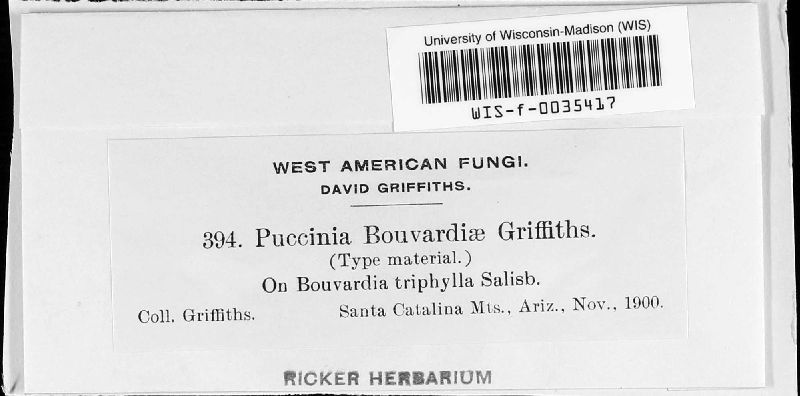 University of Wisconsin-Madison (WIS)
WIS-f-0035417
WEST AMERICAN FUNGI.
DAVID GRIFFITHS.
394. Puccinia Bouvardiæ Griffiths.
(Type material.)
On Bouvardia triphylla Salisb.
Coll. Griffiths. Santa Catalina Mts., Ariz., Nov., 1900.
RICKER HERBARIUM